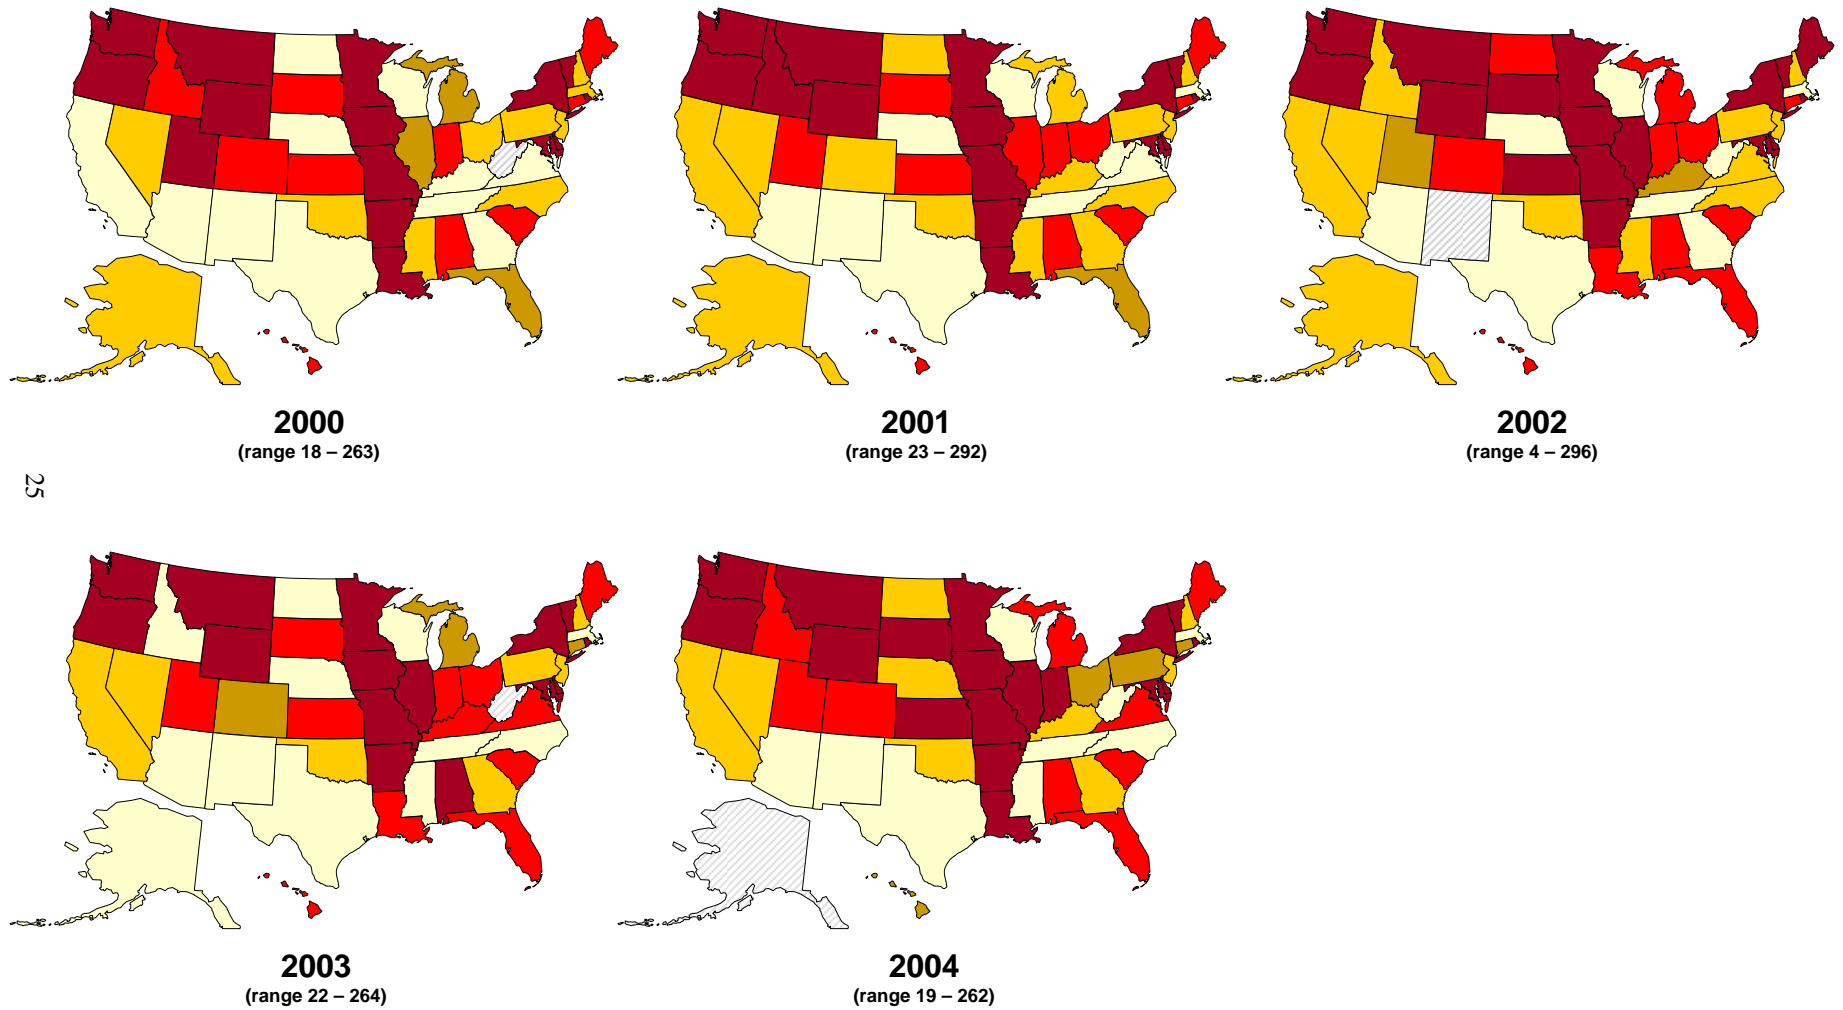 2000
(range 18 – 263)
2001
(range 23 – 292)
2002
(range 4 – 296)
25
2003
(range 22 – 264)
2004
(range 19 – 262)